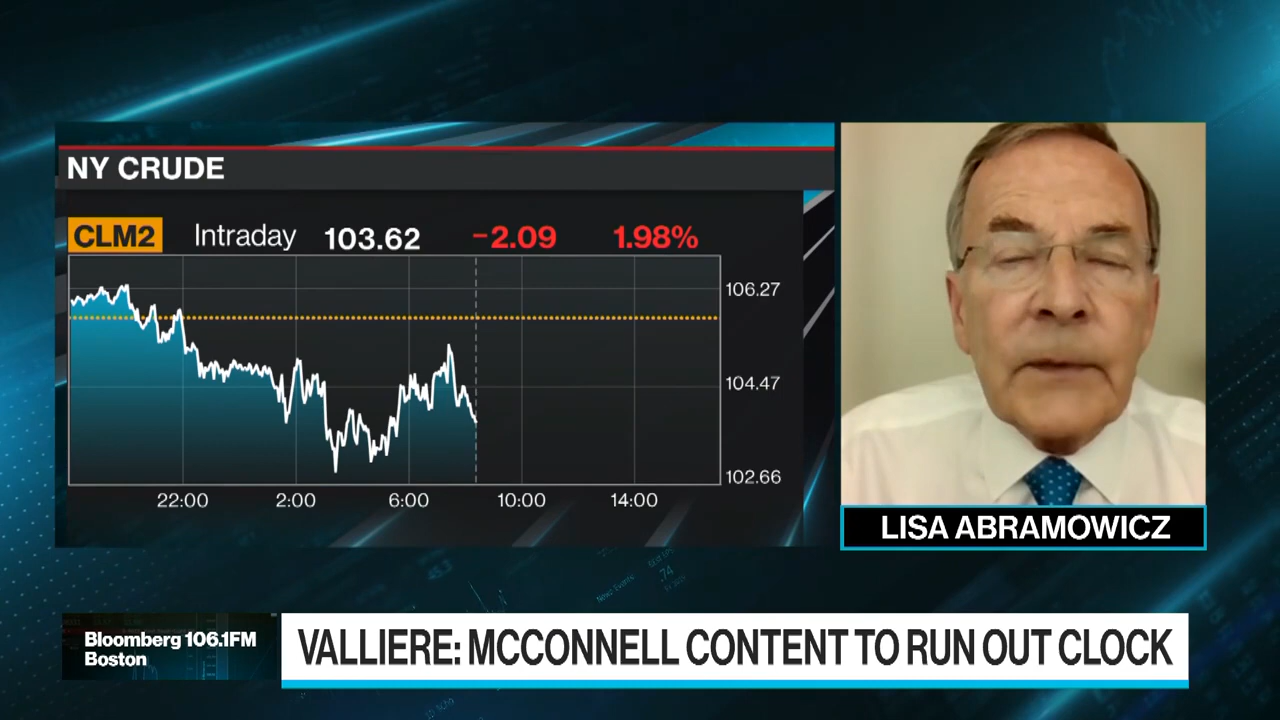 NY CRUDE
CLM2 Intraday 103.62 −2.09 1.98%
106.27
104.47
102.66
22:00 2:00 6:00 10:00 14:00
LISA ABRAMOWICZ
Bloomberg 106.1FM
Boston
VALLIERE: MCCONNELL CONTENT TO RUN OUT CLOCK